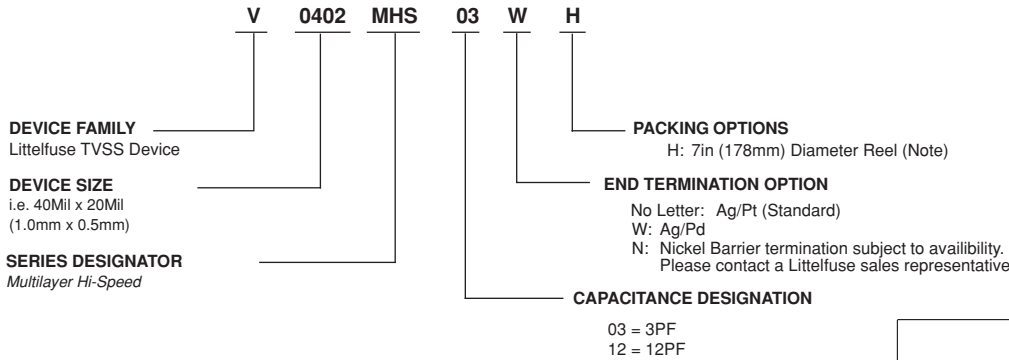 V 0402 MHS 03 W H
DEVICE FAMILY
Littelfuse TVSS Device
DEVICE SIZE
i.e. 40Mil x 20Mil
(1.0mm x 0.5mm)
SERIES DESIGNATOR
Multilayer Hi-Speed
PACKING OPTIONS
H: 7in (178mm) Diameter Reel (Note)
END TERMINATION OPTION
No Letter: Ag/Pt (Standard)
W: Ag/Pd
N: Nickel Barrier termination subject to availibility.
Please contact a Littelfuse sales representative
CAPACITANCE DESIGNATION
03 = 3PF
12 = 12PF